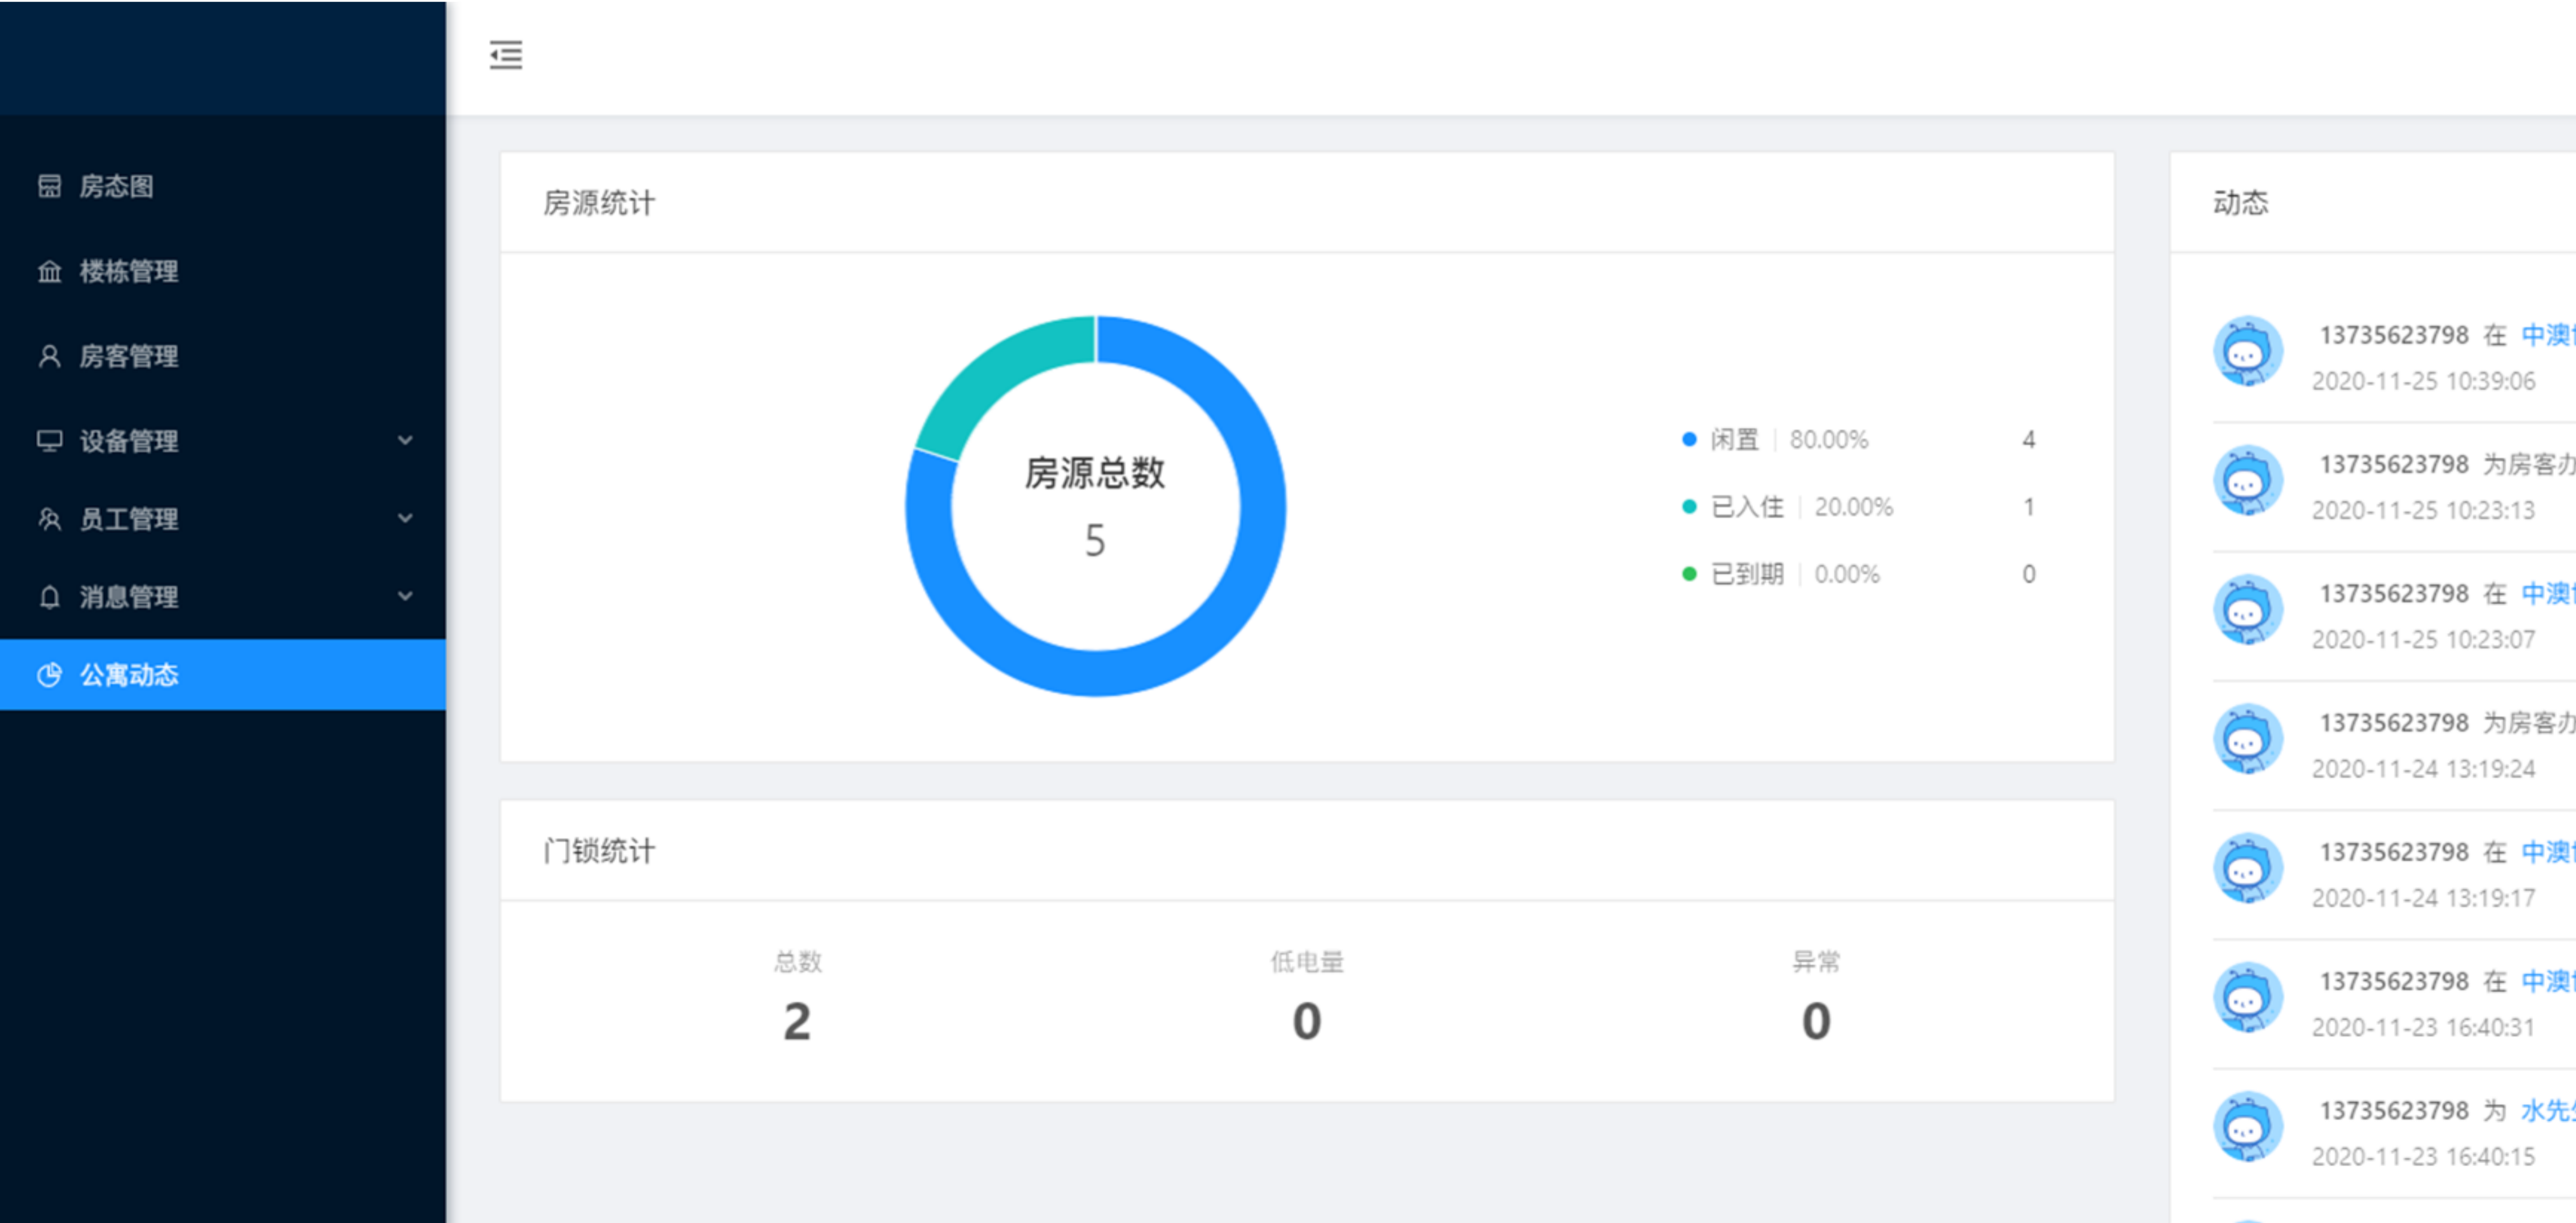 房态图
楼栋管理
房客管理
设备管理
员工管理
消息管理
公寓动态
房源统计
房源总数
5
闲置 80.00% 4
已入住 20.00% 1
已到期 0.00% 0
门锁统计
总数 低电量 异常
2 0 0
动态
13735623798 在 中澳
2020-11-25 10:39:06
13735623798 为房客办
2020-11-25 10:23:13
13735623798 在 中澳
2020-11-25 10:23:07
13735623798 为房客办
2020-11-24 13:19:24
13735623798 在 中澳
2020-11-24 13:19:17
13735623798 在 中澳
2020-11-23 16:40:31
13735623798 为 水先
2020-11-23 16:40:15